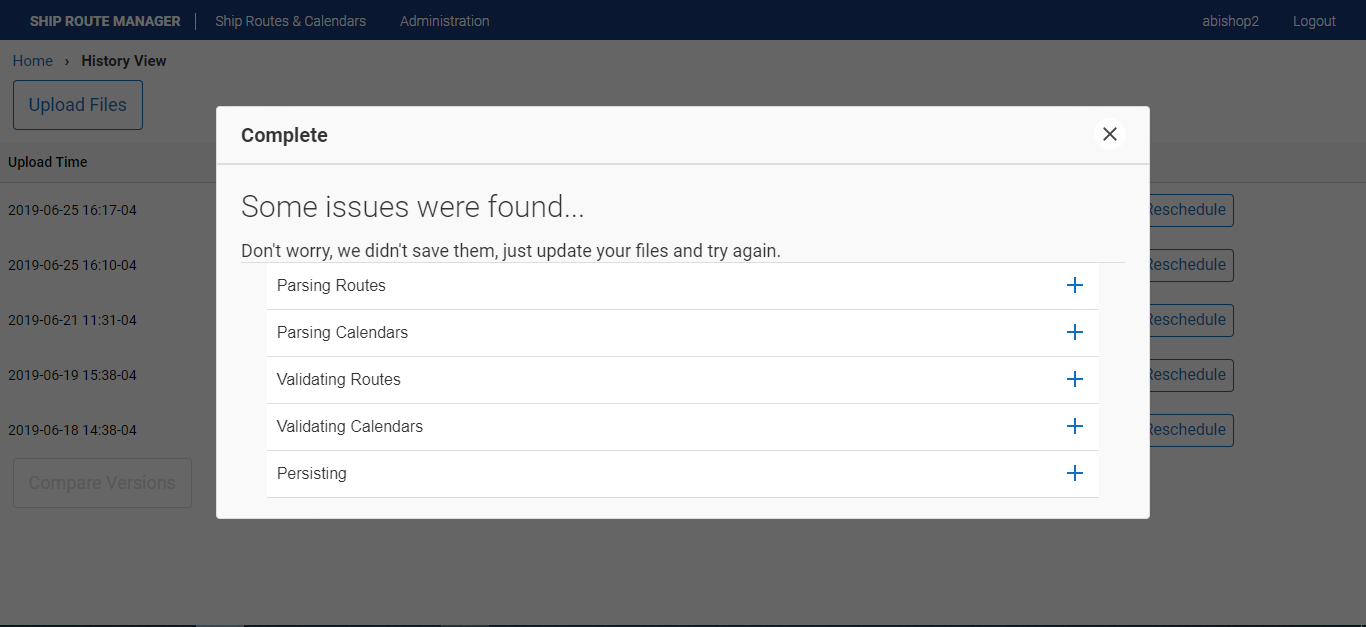 SHIP ROUTE MANAGER Ship Routes & Calendars Administration abishop2 Logout
Home › History View
Upload Files
Complete
Upload Time
Some issues were found...
2019-06-25 16:17-04 Reschedule
Don't worry, we didn't save them, just update your files and try again.
2019-06-25 16:10-04 Reschedule
Parsing Routes
2019-06-21 11:31-04 Reschedule
Parsing Calendars
2019-06-19 15:38-04 Reschedule
Validating Routes
2019-06-18 14:38-04 Reschedule
Validating Calendars
Persisting
Compare Versions